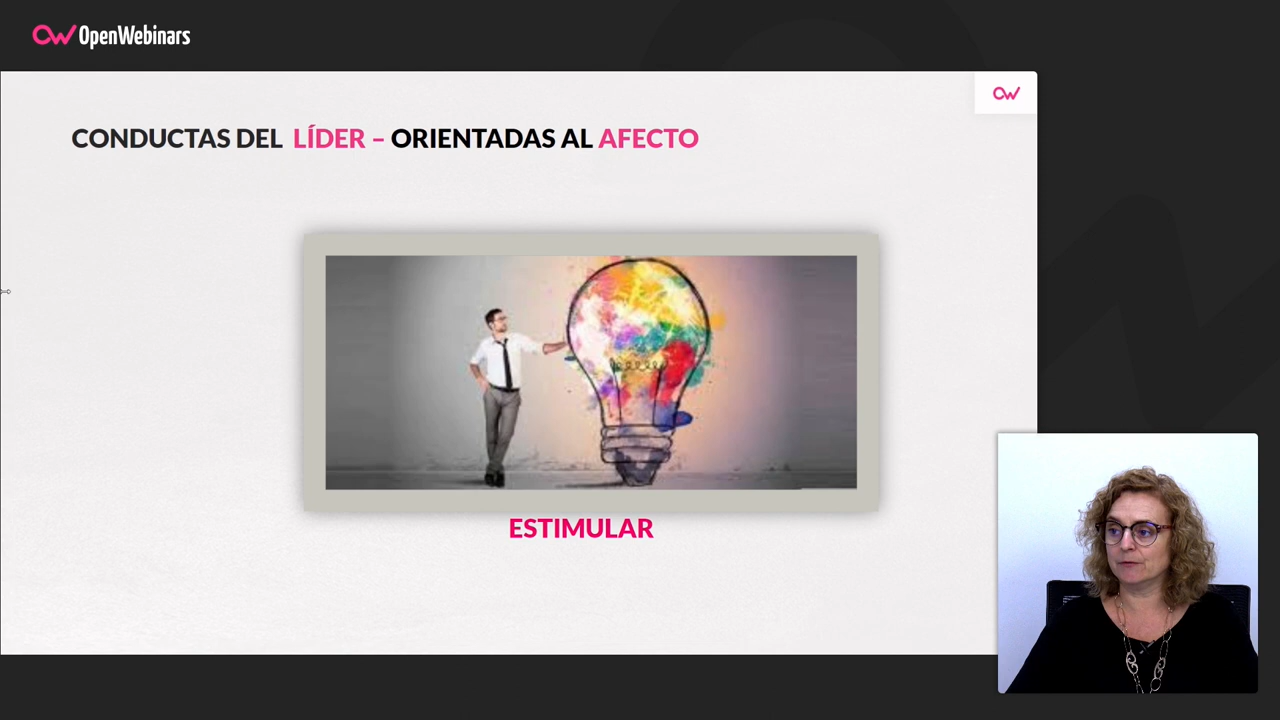 OpenWebinars
CONDUCTAS DEL LÍDER – ORIENTADAS AL AFECTO
ESTIMULAR